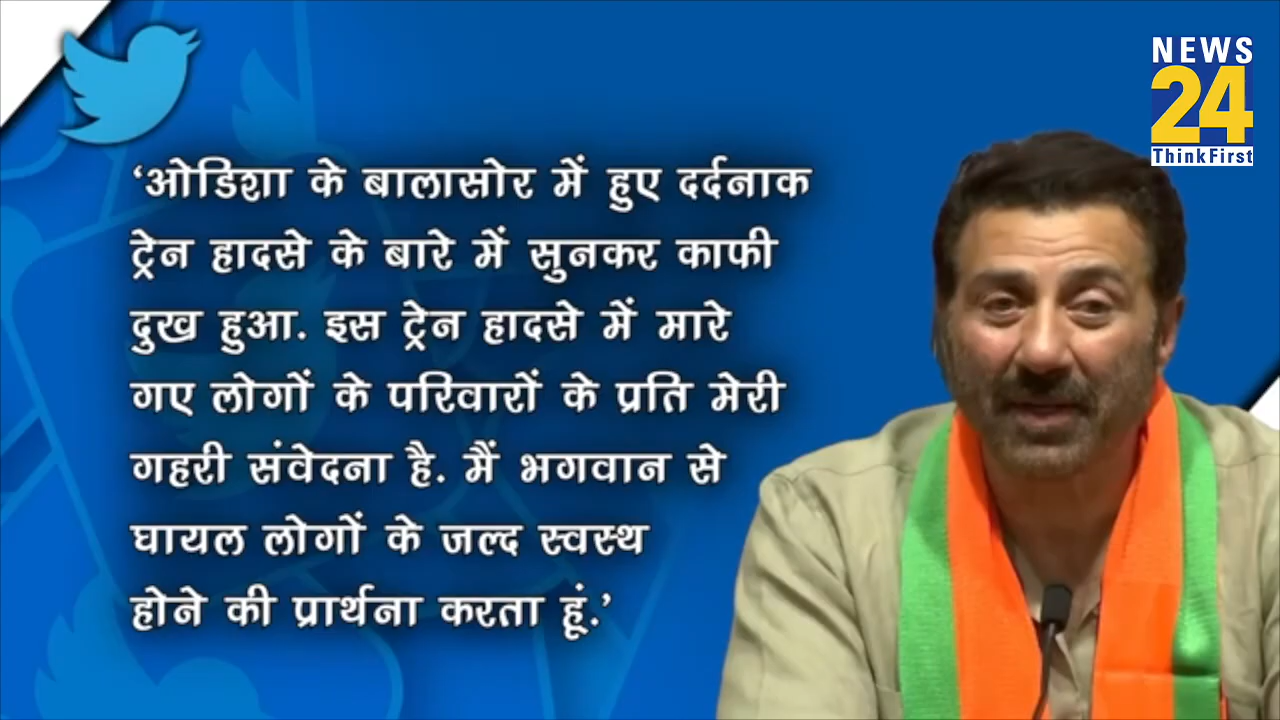 NEWS
24
ThinkFirst
‘ओडिशा के बालासोर में हुए दर्दनाक
ट्रेन हादसे के बारे में सुनकर काफी
दुख हुआ. इस ट्रेन हादसे में मारे
गए लोगों के परिवारों के प्रति मेरी
गहरी संवेदना है. मैं भगवान से
घायल लोगों के जल्द स्वस्थ
होने की प्रार्थना करता हूं.’